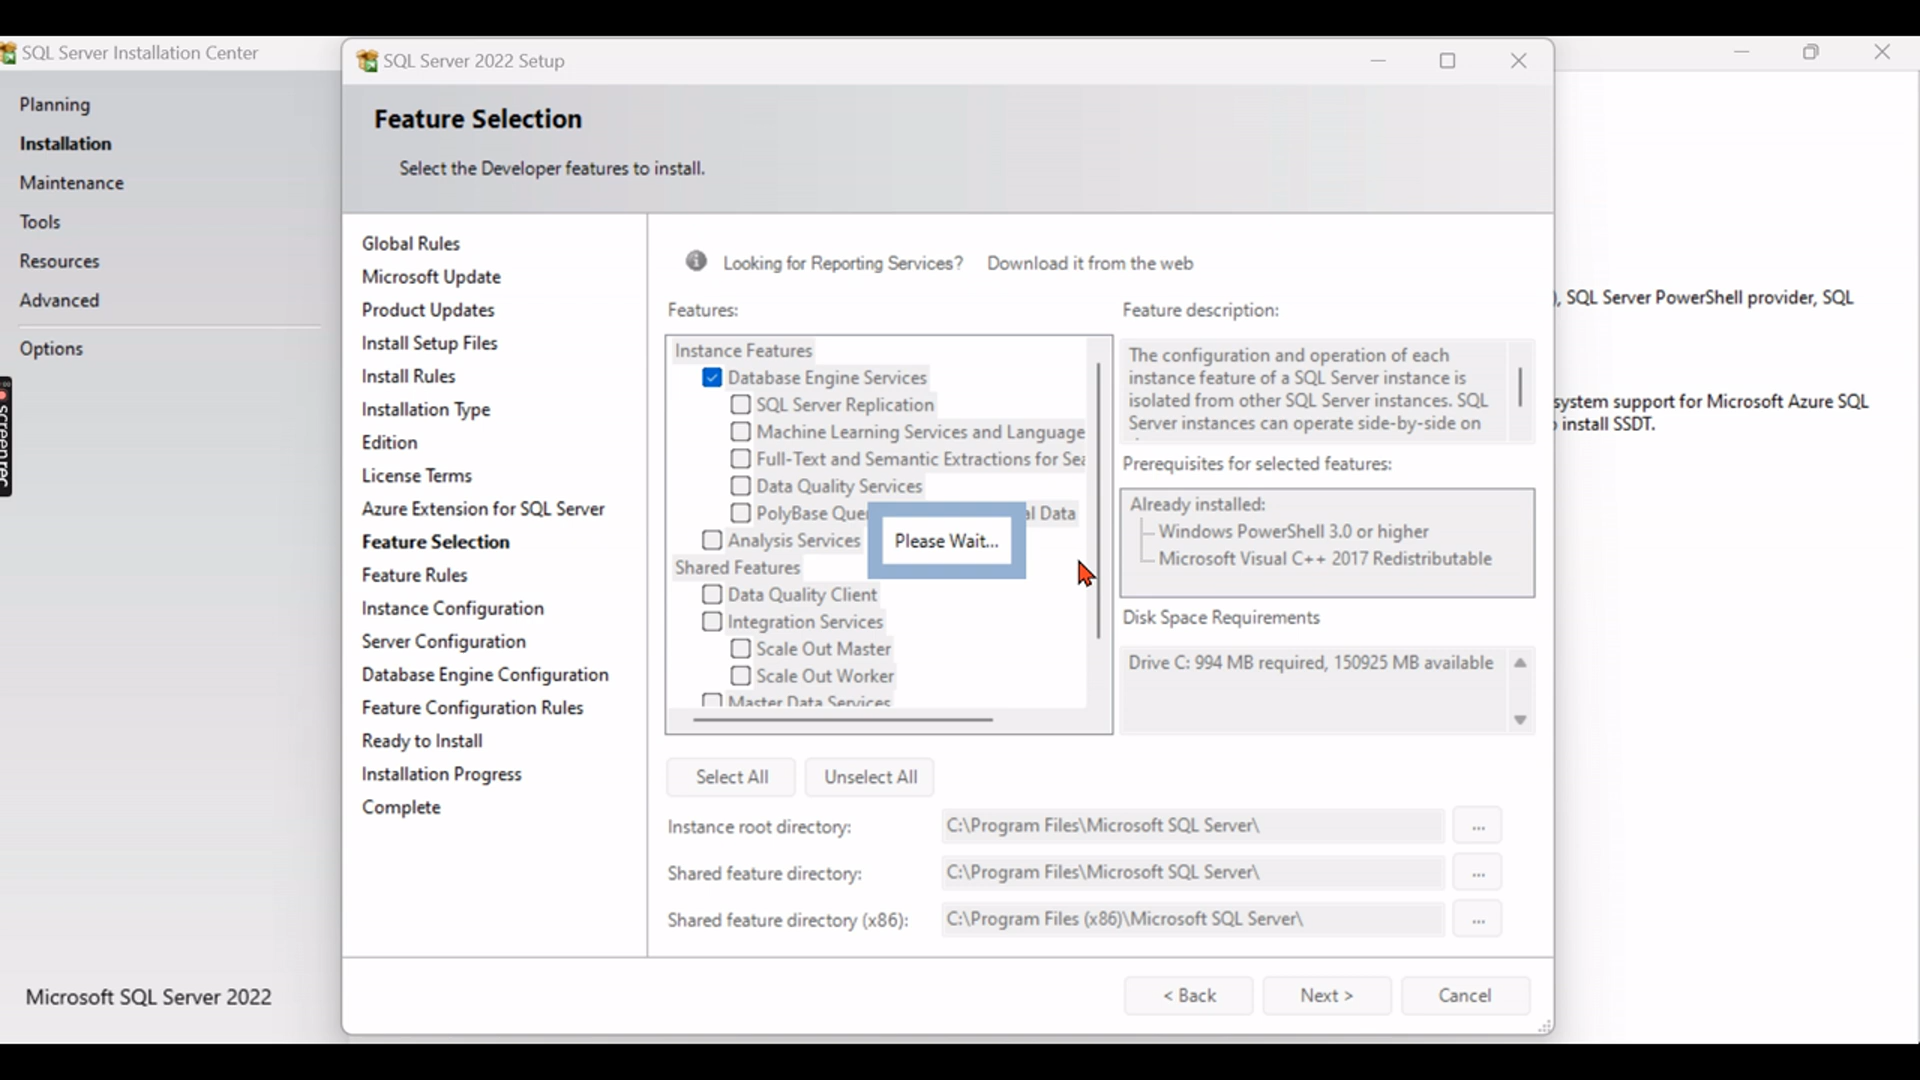 SQL Server Installation Center
Planning
Installation
Maintenance
Tools
Resources
Advanced
Options
Microsoft SQL Server 2022
screenrec
SQL Server 2022 Setup
Feature Selection
Select the Developer features to install.
Global Rules
Microsoft Update
Product Updates
Install Setup Files
Install Rules
Installation Type
Edition
License Terms
Azure Extension for SQL Server
Feature Selection
Feature Rules
Instance Configuration
Server Configuration
Database Engine Configuration
Feature Configuration Rules
Ready to Install
Installation Progress
Complete
Looking for Reporting Services? Download it from the web
Features:
Instance Features
Database Engine Services
SQL Server Replication
Machine Learning Services and Language
Full-Text and Semantic Extractions for Sea
Data Quality Services
PolyBase Que al Data
Analysis Services
Please Wait...
Shared Features
Data Quality Client
Integration Services
Scale Out Master
Scale Out Worker
Master Data Services
Select All
Unselect All
Feature description:
The configuration and operation of each
instance feature of a SQL Server instance is
isolated from other SQL Server instances. SQL
Server instances can operate side-by-side on
Prerequisites for selected features:
Already installed:
Windows PowerShell 3.0 or higher
Microsoft Visual C++ 2017 Redistributable
Disk Space Requirements
Drive C: 994 MB required, 150925 MB available
Instance root directory: C:\Program Files\Microsoft SQL Server\ ...
Shared feature directory: C:\Program Files\Microsoft SQL Server\ ...
Shared feature directory (x86): C:\Program Files (x86)\Microsoft SQL Server\ ...
< Back
Next >
Cancel
), SQL Server PowerShell provider, SQL
system support for Microsoft Azure SQL
install SSDT.